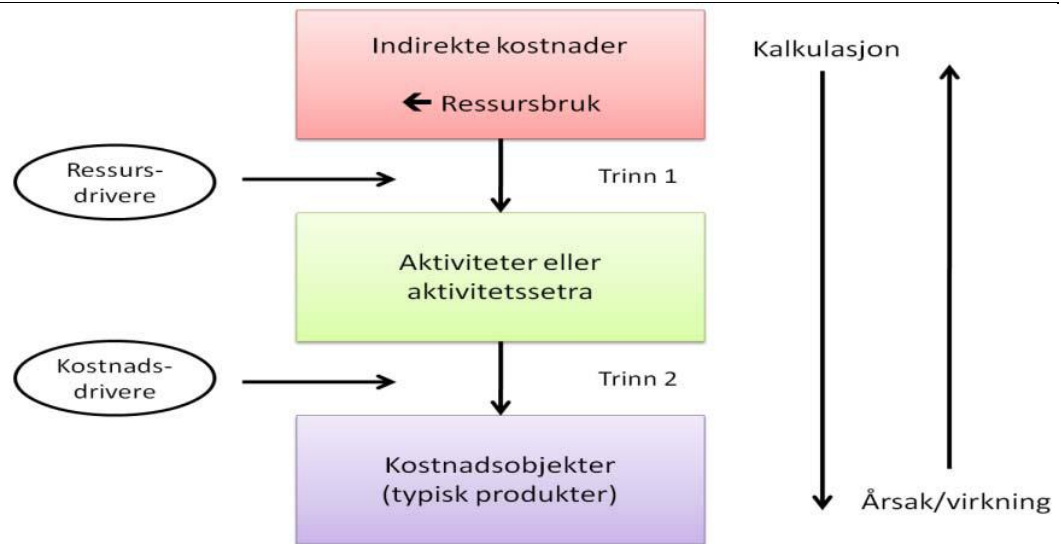 Indirekte kostnader
← Ressursbruk
Kalkulasjon
Ressurs-
drivere
Trinn 1
Aktiviteter eller
aktivitetssetra
Kostnads-
drivere
Trinn 2
Kostnadsobjekter
(typisk produkter)
Årsak/virkning